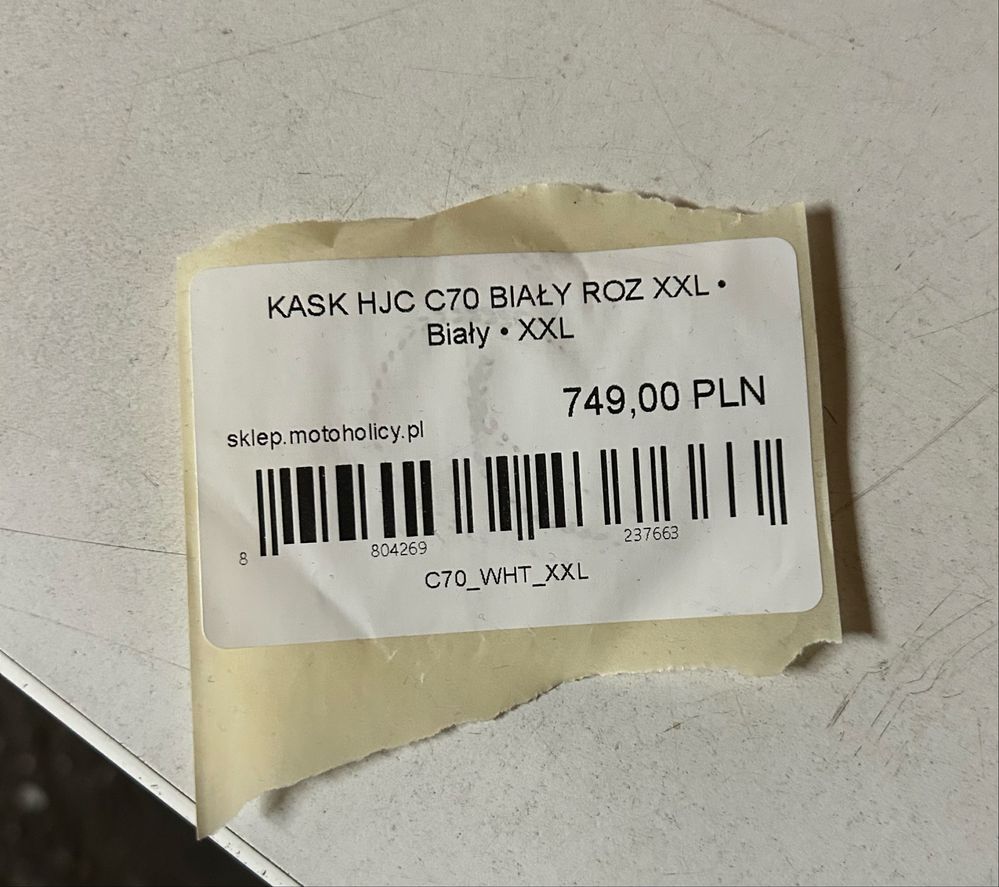 KASK HJC C70 BIAŁY ROZ XXL •
Biały • XXL
749,00 PLN
sklep.motoholicy.pl
8 804269 237663
C70_WHT_XXL